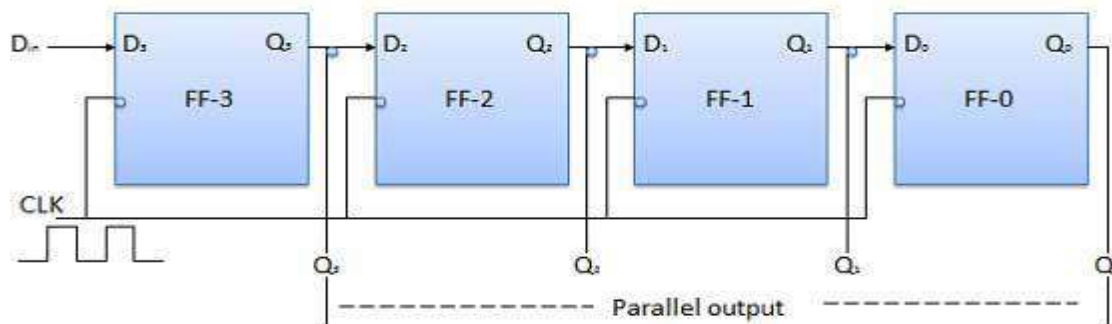 Dᵢₙ D₃ Q₃ D₂ Q₂ D₁ Q₁ D₀ Q₀
FF-3 FF-2 FF-1 FF-0
CLK
Q₃ Q₂ Q₁ Q
Parallel output